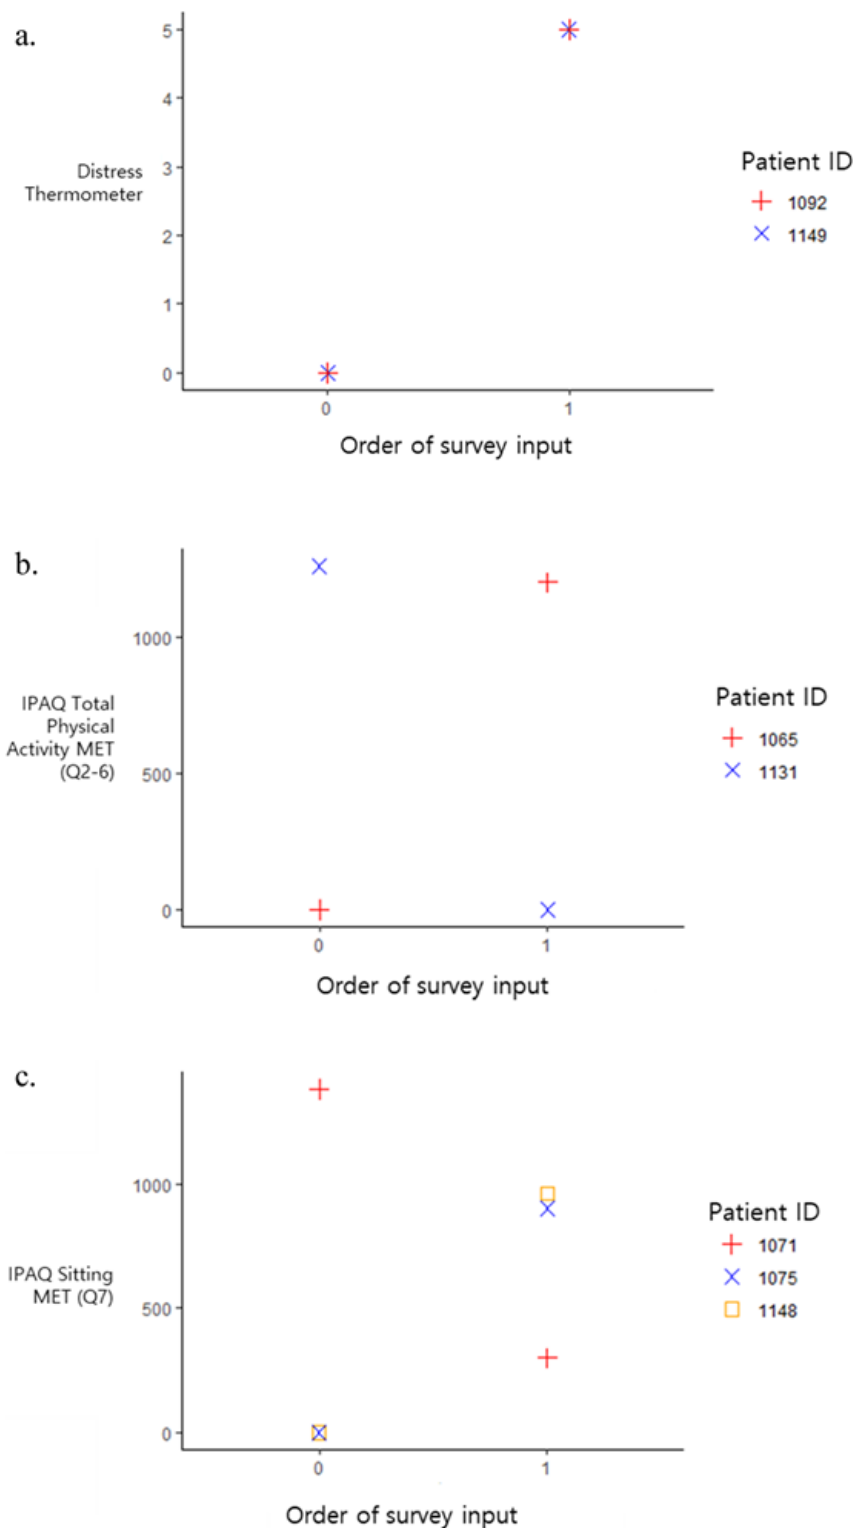 a.
5
4
3
2
1
0
Distress
Thermometer
0 1
Order of survey input
Patient ID
1092
1149
b.
1000
500
0
IPAQ Total
Physical
Activity MET
(Q2-6)
0 1
Order of survey input
Patient ID
1065
1131
c.
1000
500
0
IPAQ Sitting
MET (Q7)
0 1
Order of survey input
Patient ID
1071
1075
1148